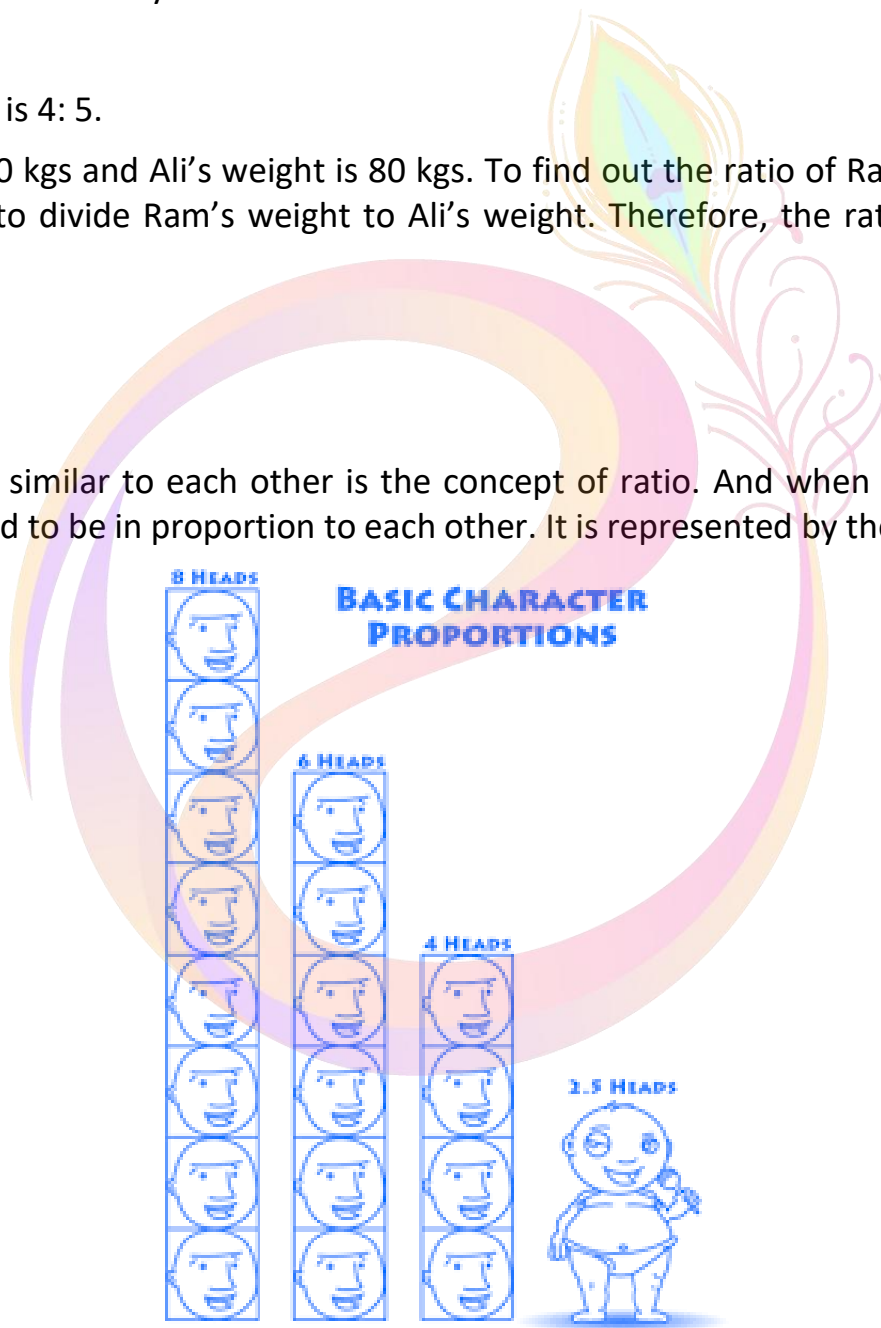 is 4: 5.
0 kgs and Ali’s weight is 80 kgs. To find out the ratio of Ra
to divide Ram’s weight to Ali’s weight. Therefore, the rat
similar to each other is the concept of ratio. And when
d to be in proportion to each other. It is represented by the
8 HEADS
BASIC CHARACTER
PROPORTIONS
6 HEADS
4 HEADS
2.5 HEADS